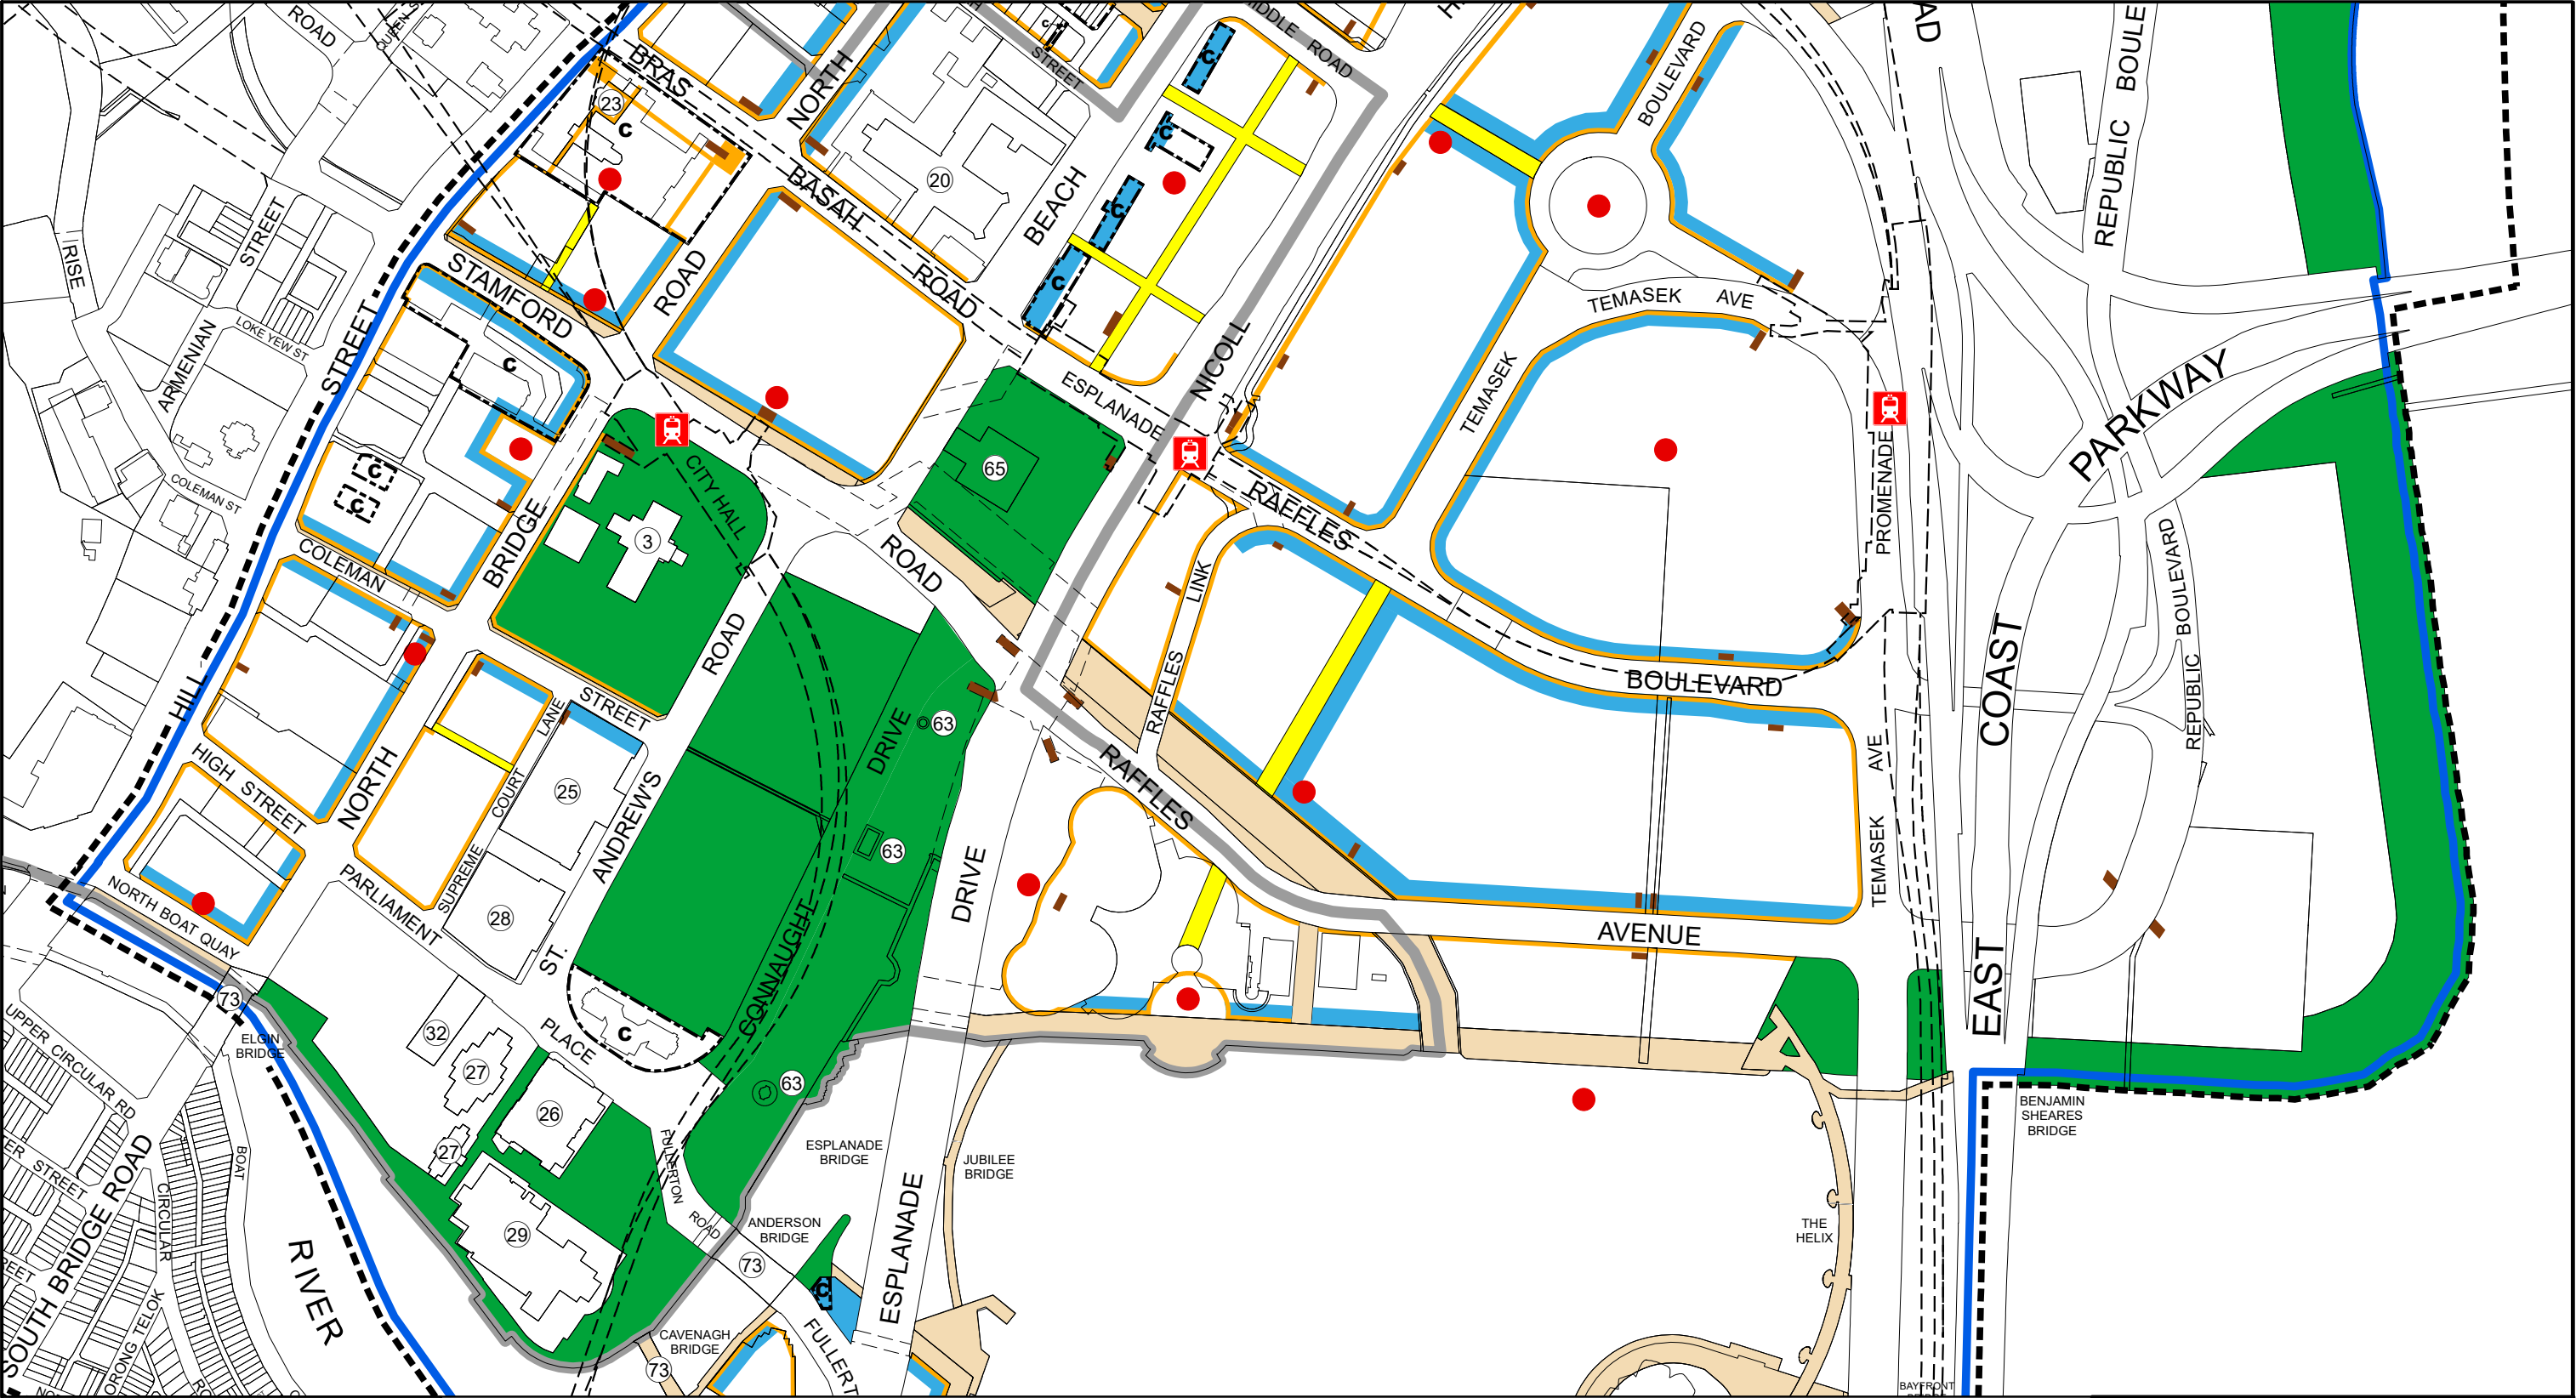 ROAD
QUEEN S
BRAS
NORTH
STREET
MIDDLE ROAD
BOULEVARD
REPUBLIC BOULE
23
C
C
C
C
C
20
BASAH
ROAD
BEACH
RISE
STREET
STAMFORD
ROAD
ARMENIAN
LOKE YEW ST
STREET
C
NICOLL
ESPLANADE
TEMASEK AVE
TEMASEK
PARKWAY
PROMENADE
COLEMAN ST
C
C
65
CITY HALL
RAFFLES
BRIDGE
3
ROAD
COLEMAN
LINK
ROAD
REPUBLIC BOULEVARD
COAST
HILL
STREET
LANE
RAFFLES
BOULEVARD
63
DRIVE
HIGH STREET
NORTH
COURT
25
ANDREW'S
RAFFLES
TEMASEK AVE
63
SUPREME
PARLIAMENT
DRIVE
NORTH BOAT QUAY
28
ST.
CONNAUGHT
AVENUE
EAST
73
UPPER CIRCULAR RD
ELGIN
BRIDGE
32
PLACE
C
27
63
26
27
BENJAMIN
SHEARES
BRIDGE
ESPLANADE
BRIDGE
JUBILEE
BRIDGE
BOAT
CIRCULAR
SOUTH BRIDGE ROAD
RIVER
FULLERTON
ROAD
29
ANDERSON
BRIDGE
73
THE
HELIX
ESPLANADE
C
CAVENAGH
BRIDGE
73
FULLERT
BAYFRONT